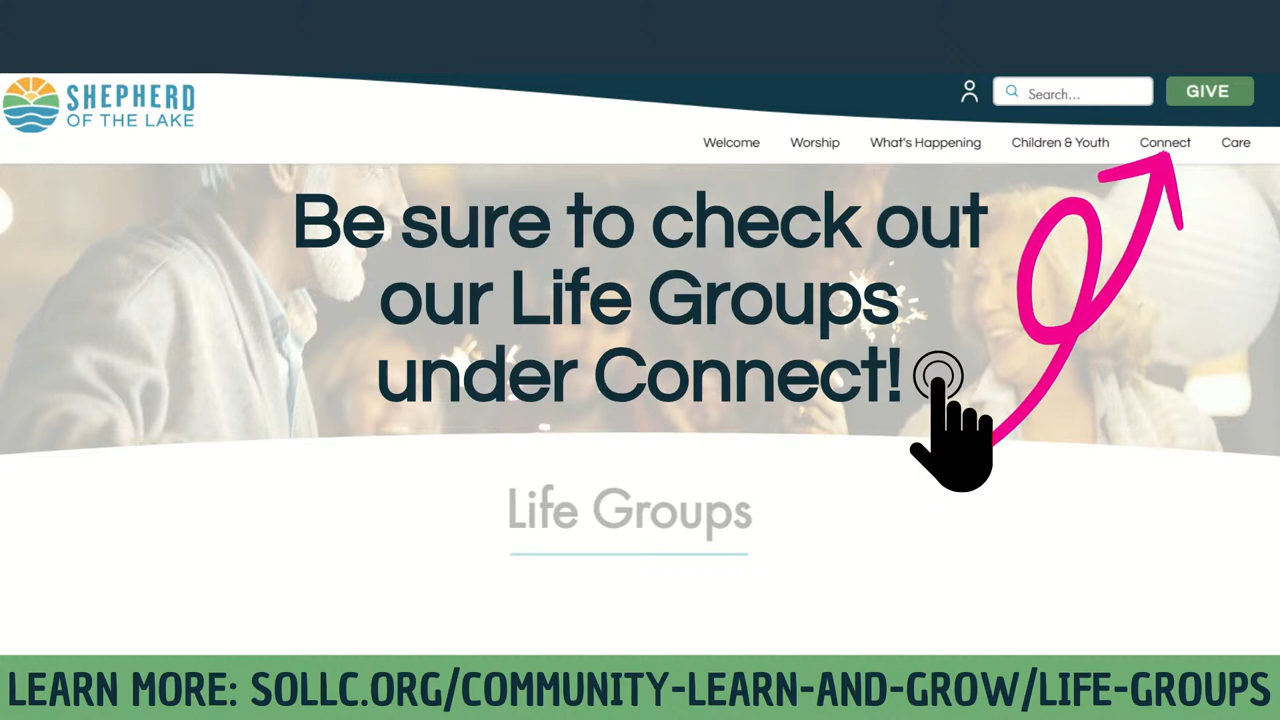 SHEPHERD
OF THE LAKE
Search...
GIVE
Welcome
Worship
What's Happening
Children & Youth
Connect
Care
Be sure to check out
our Life Groups
under Connect!
Life Groups
LEARN MORE: SOLLC.ORG/COMMUNITY-LEARN-AND-GROW/LIFE-GROUPS